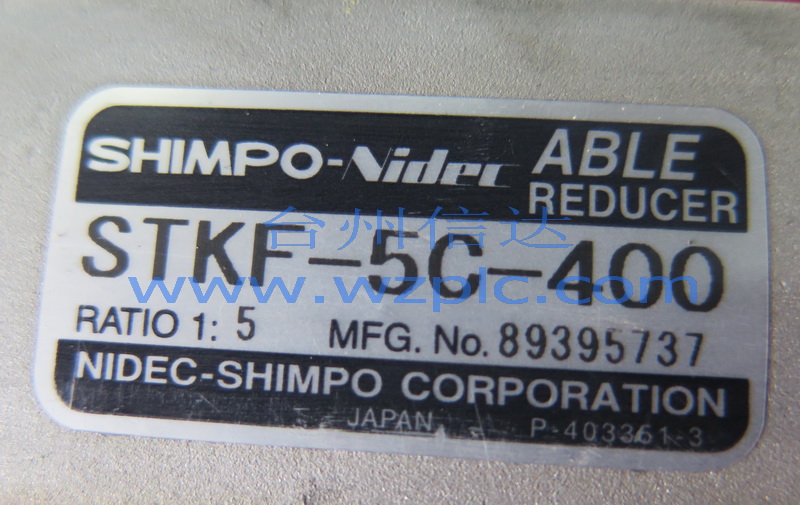 SHIMPO-Nidec ABLE
REDUCER
台州信达
STKF-5C-400
www.wzplc.com
RATIO 1: 5 MFG. No. 89395737
NIDEC-SHIMPO CORPORATION
JAPAN P-403351-3